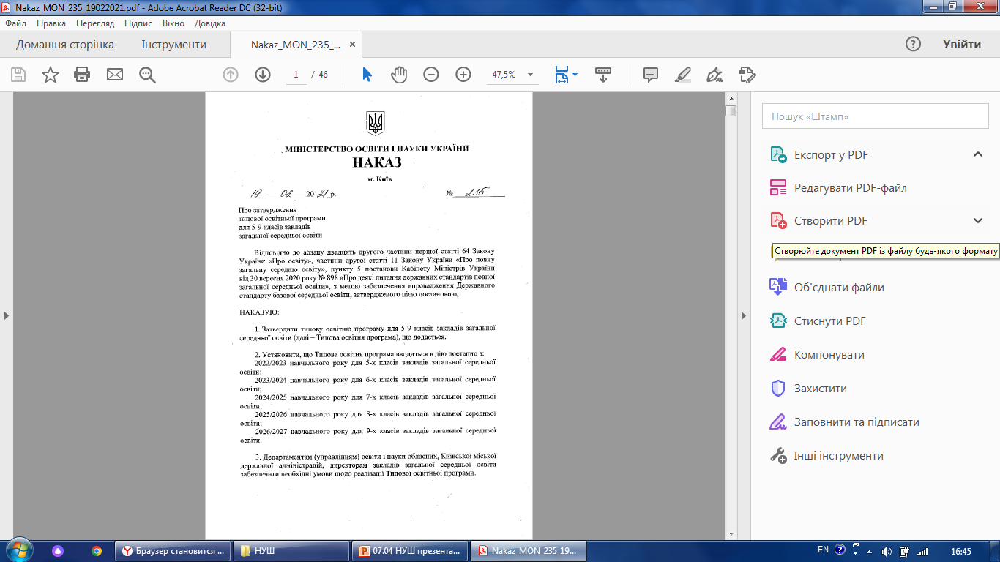 Nakaz_MON_235_19022021.pdf - Adobe Acrobat Reader DC (32-bit)
Файл Правка Перегляд Підпис Вікно Довідка
Домашня сторінка Інструменти Nakaz_MON_235_... × Увійти
1 / 46 47,5%
МІНІСТЕРСТВО ОСВІТИ І НАУКИ УКРАЇНИ
НАКАЗ
м. Київ
19 02 20 21 р. № 235
Про затвердження
типової освітньої програми
для 5-9 класів закладів
загальної середньої освіти
Відповідно до абзацу двадцять другого частини першої статті 64 Закону
України «Про освіту», частини другої статті 11 Закону України «Про повну
загальну середню освіту», пункту 5 постанови Кабінету Міністрів України
від 30 вересня 2020 року № 898 «Про деякі питання державних стандартів повної
загальної середньої освіти», з метою забезпечення впровадження Державного
стандарту базової середньої освіти, затвердженого цією постановою,
НАКАЗУЮ:
1. Затвердити типову освітню програму для 5-9 класів закладів загальної
середньої освіти (далі – Типова освітня програма), що додається.
2. Установити, що Типова освітня програма вводиться в дію поетапно з:
2022/2023 навчального року для 5-х класів закладів загальної середньої
освіти;
2023/2024 навчального року для 6-х класів закладів загальної середньої
освіти;
2024/2025 навчального року для 7-х класів закладів загальної середньої
освіти;
2025/2026 навчального року для 8-х класів закладів загальної середньої
освіти;
2026/2027 навчального року для 9-х класів закладів загальної середньої
освіти.
3. Департаментам (управлінням) освіти і науки обласних, Київської міської
державної адміністрацій, директорам закладів загальної середньої освіти
забезпечити необхідні умови щодо реалізації Типової освітньої програми.
Пошук «Штамп»
Експорт у PDF
Редагувати PDF-файл
Створити PDF
Створюйте документ PDF із файлу будь-якого формату
Об'єднати файли
Стиснути PDF
Компонувати
Захистити
Заповнити та підписати
Інші інструменти
Браузер становится ... НУШ 07.04 НУШ презента... Nakaz_MON_235_19... EN 16:45